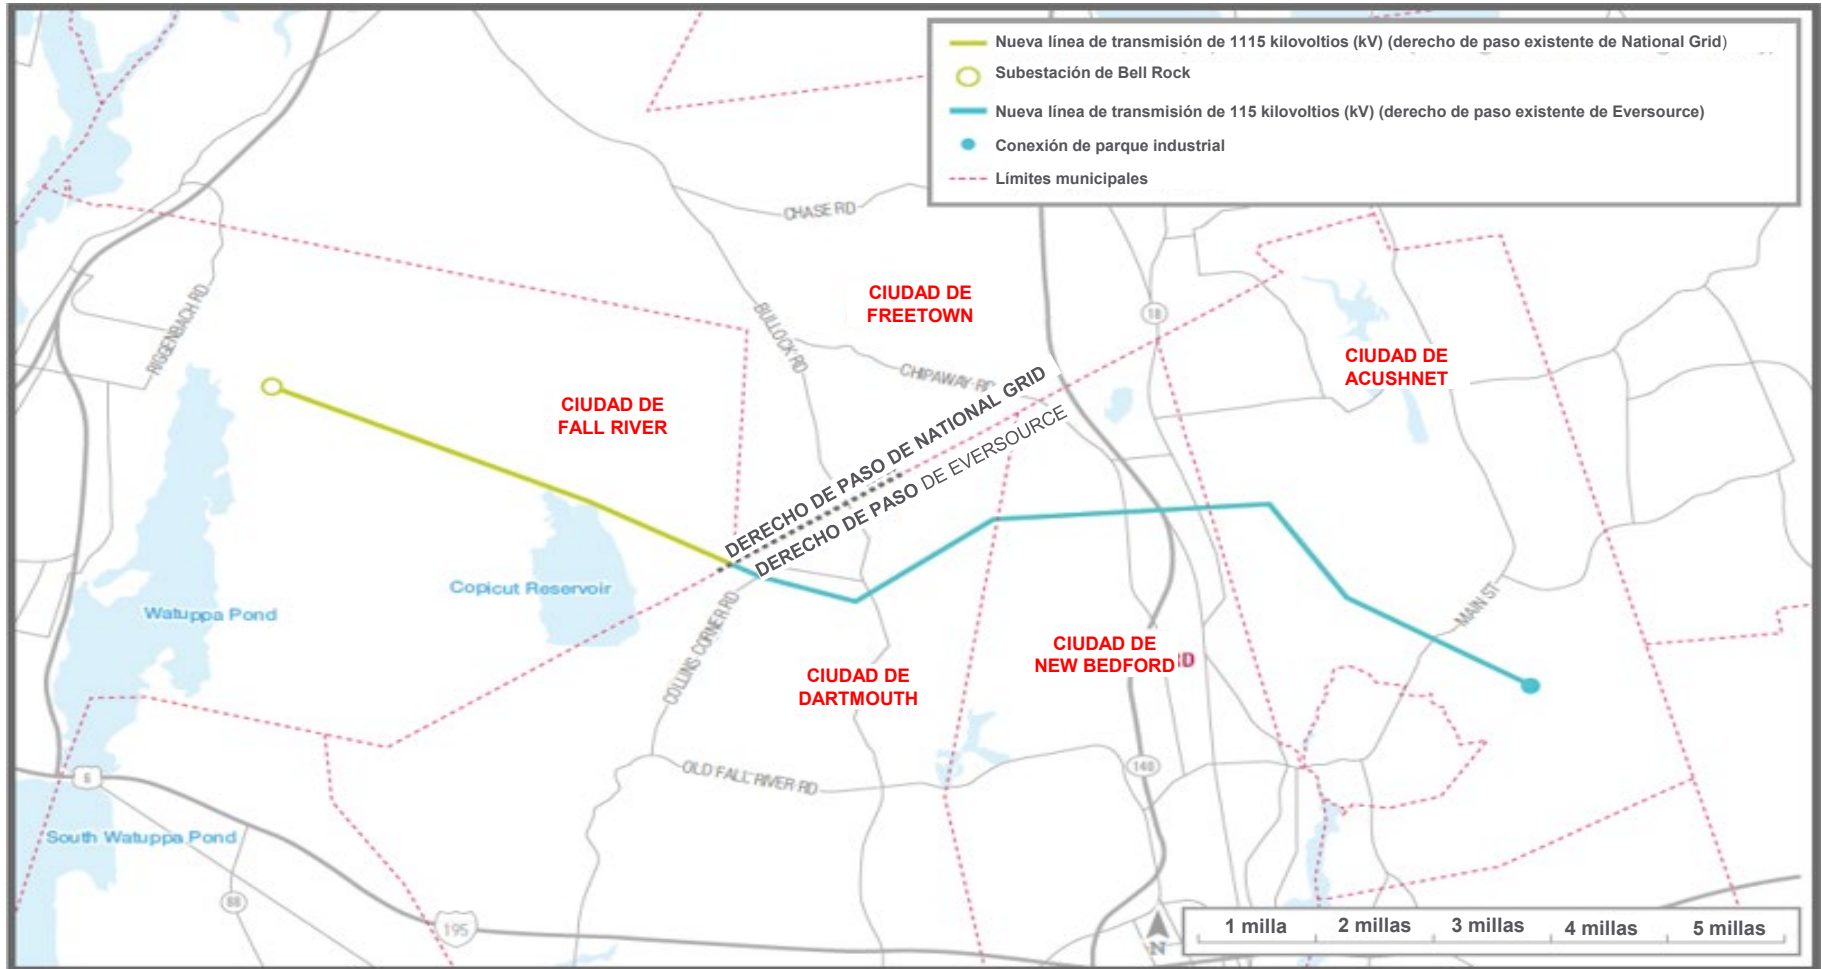 Nueva línea de transmisión de 1115 kilovoltios (kV) (derecho de paso existente de National Grid)
Subestación de Bell Rock
Nueva línea de transmisión de 115 kilovoltios (kV) (derecho de paso existente de Eversource)
Conexión de parque industrial
Límites municipales
CHASE RD
RIGGENBACH RD
BULLOCK RD
CIUDAD DE
FREETOWN
18
CHIPAWAY RD
CIUDAD DE
ACUSHNET
CIUDAD DE
FALL RIVER
DERECHO DE PASO DE NATIONAL GRID
DERECHO DE PASO DE EVERSOURCE
Copicut Reservoir
Watuppa Pond
COLLINS CORNER RD
MAIN ST
CIUDAD DE
NEW BEDFORD
CIUDAD DE
DARTMOUTH
OLD FALL RIVER RD
140
6
South Watuppa Pond
88
195
N
1 milla 2 millas 3 millas 4 millas 5 millas